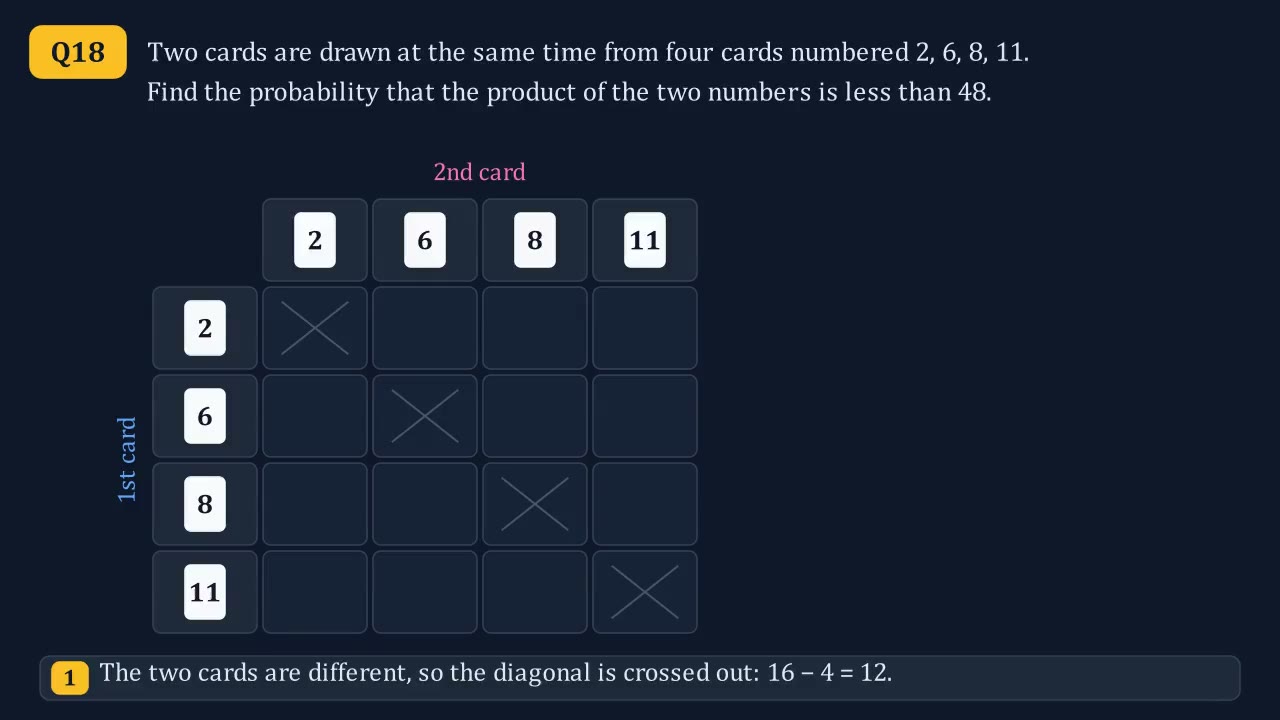 Q18
Two cards are drawn at the same time from four cards numbered 2, 6, 8, 11.
Find the probability that the product of the two numbers is less than 48.
2nd card
2 6 8 11
1st card
2
6
8
11
1 The two cards are different, so the diagonal is crossed out: 16 − 4 = 12.